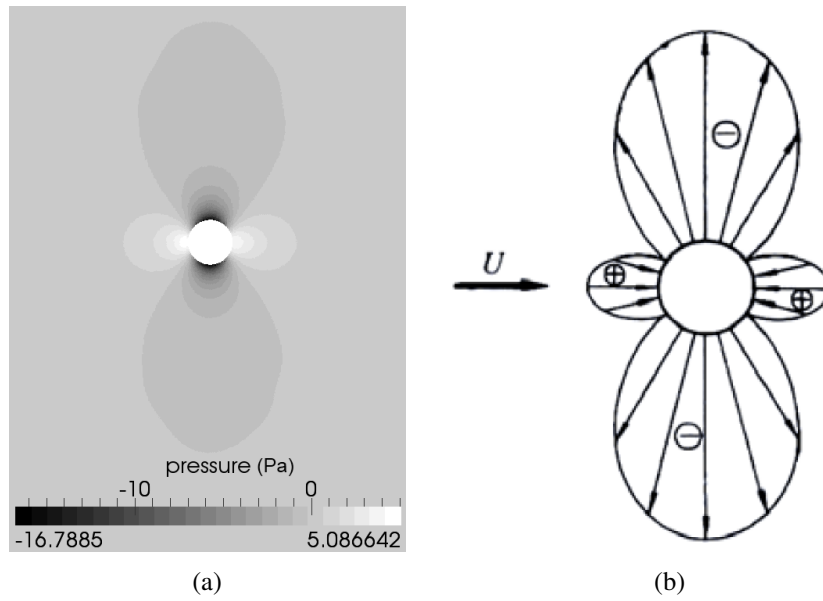 pressure (Pa)
-10 0
-16.7885 5.086642
U
⊖
⊕
⊕
⊖
(a) (b)